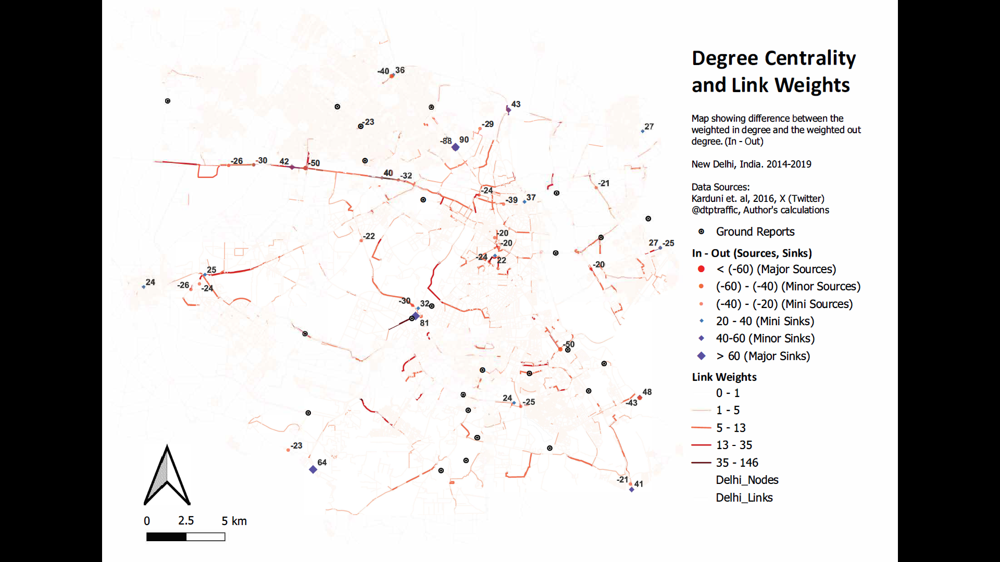 Degree Centrality
and Link Weights
Map showing difference between the
weighted in degree and the weighted out
degree. (In - Out)
New Delhi, India. 2014-2019
Data Sources:
Karduni et. al, 2016, X (Twitter)
@dtptraffic, Author's calculations
Ground Reports
In - Out (Sources, Sinks)
< (-60) (Major Sources)
(-60) - (-40) (Minor Sources)
(-40) - (-20) (Mini Sources)
20 - 40 (Mini Sinks)
40-60 (Minor Sinks)
> 60 (Major Sinks)
Link Weights
0 - 1
1 - 5
5 - 13
13 - 35
35 - 146
Delhi_Nodes
Delhi_Links
-40 36
43
-23
-29
27
-88 90
-26 -30 42 -50
40 -32
-21
-24
-39 37
-20
-22
-20
27 -25
-24 22
-20
25
24
-26 -24
-30 32
81
-50
48
24 -25
-43
-23
64
-21 41
0 2.5 5 km